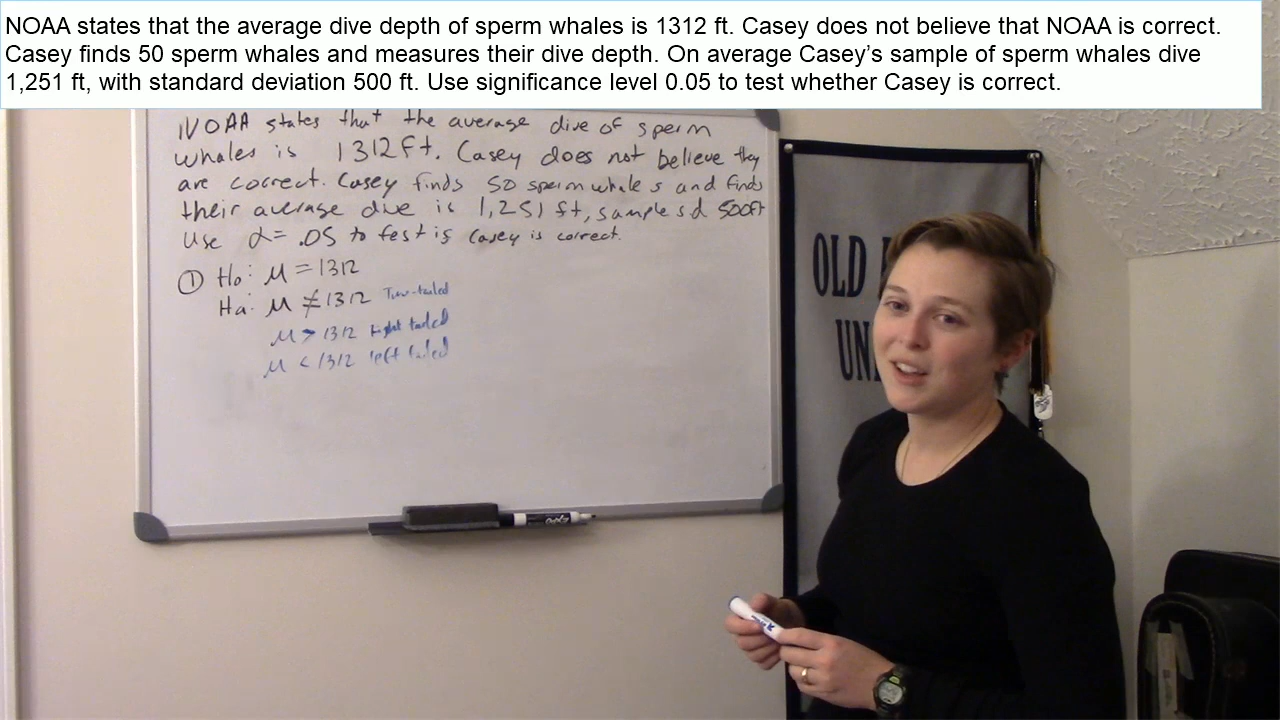 NOAA states that the average dive depth of sperm whales is 1312 ft. Casey does not believe that NOAA is correct.
Casey finds 50 sperm whales and measures their dive depth. On average Casey’s sample of sperm whales dive
1,251 ft, with standard deviation 500 ft. Use significance level 0.05 to test whether Casey is correct.
NOAA states that the average dive of sperm
whales is 1312 ft. Casey does not believe they
are correct. Casey finds 50 sperm whales and finds
their average dive is 1,251 ft, sample sd 500ft
Use α = .05 to test if Casey is correct.
① Ho: μ = 1312
Ha: μ ≠ 1312 Two-tailed
μ > 1312 right tailed
μ < 1312 left tailed
OLD
UNI